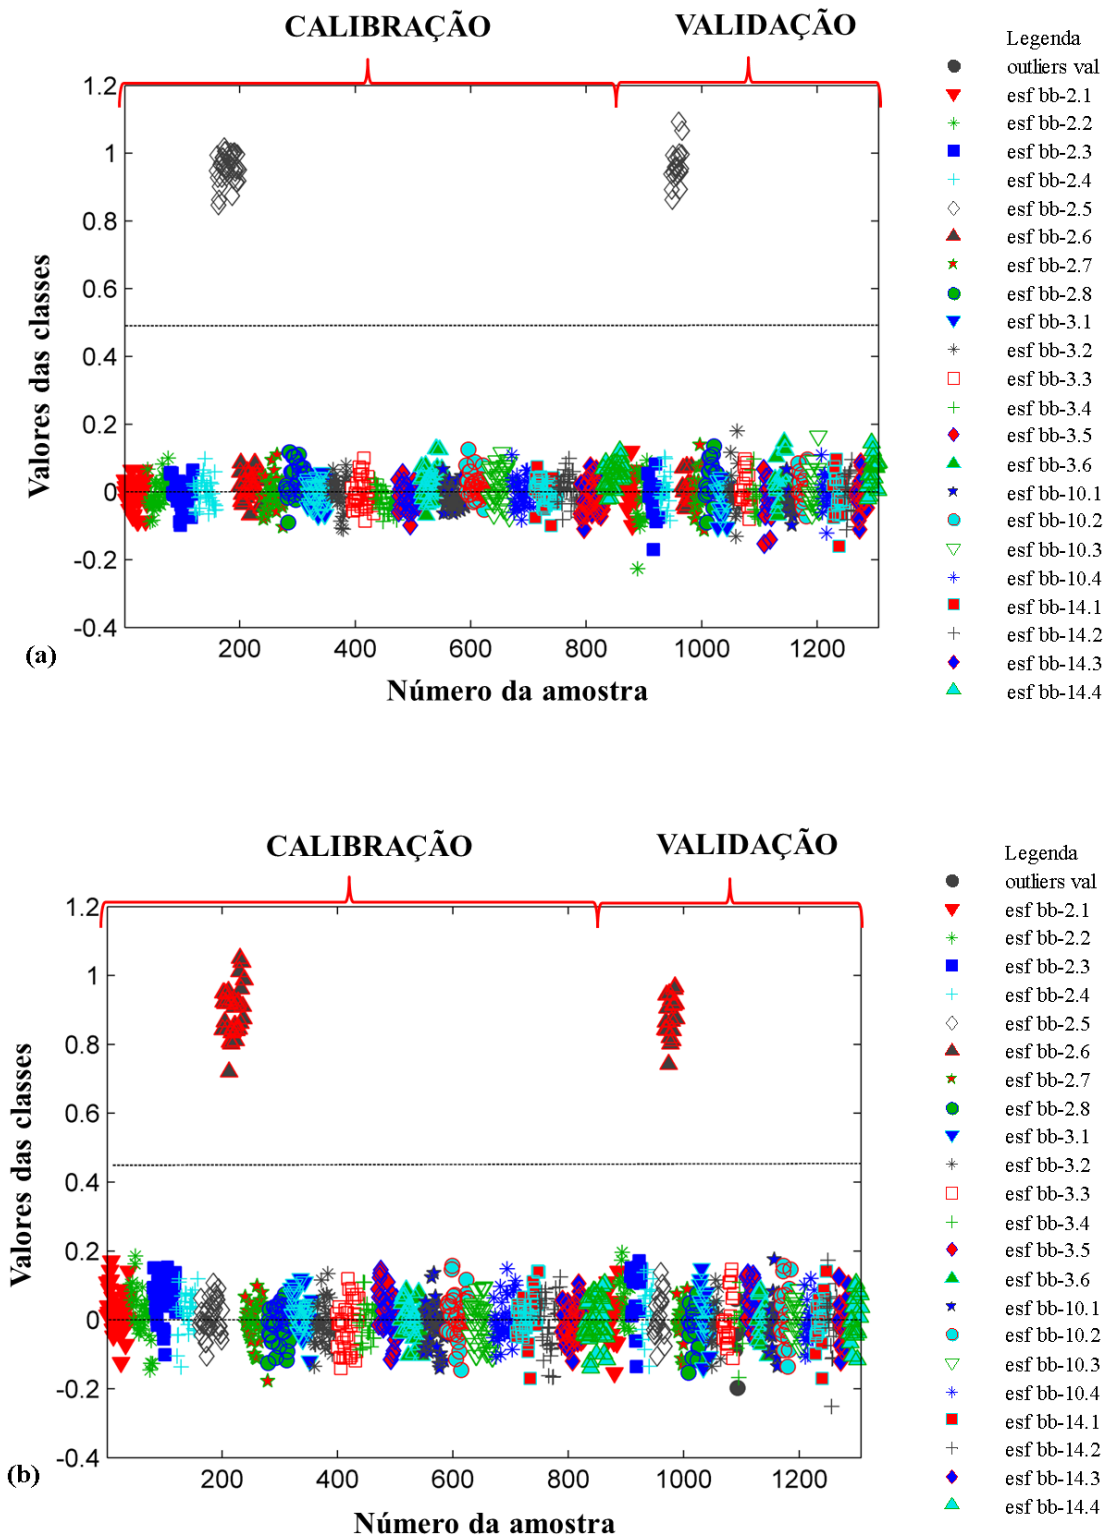 CALIBRAÇÃO VALIDAÇÃO
Valores das classes
1.2
1
0.8
0.6
0.4
0.2
0
-0.2
-0.4
200 400 600 800 1000 1200
(a)
Número da amostra
Legenda
outliers val
esf bb-2.1
esf bb-2.2
esf bb-2.3
esf bb-2.4
esf bb-2.5
esf bb-2.6
esf bb-2.7
esf bb-2.8
esf bb-3.1
esf bb-3.2
esf bb-3.3
esf bb-3.4
esf bb-3.5
esf bb-3.6
esf bb-10.1
esf bb-10.2
esf bb-10.3
esf bb-10.4
esf bb-14.1
esf bb-14.2
esf bb-14.3
esf bb-14.4
CALIBRAÇÃO VALIDAÇÃO
Valores das classes
1.2
1
0.8
0.6
0.4
0.2
0
-0.2
-0.4
200 400 600 800 1000 1200
(b)
Número da amostra
Legenda
outliers val
esf bb-2.1
esf bb-2.2
esf bb-2.3
esf bb-2.4
esf bb-2.5
esf bb-2.6
esf bb-2.7
esf bb-2.8
esf bb-3.1
esf bb-3.2
esf bb-3.3
esf bb-3.4
esf bb-3.5
esf bb-3.6
esf bb-10.1
esf bb-10.2
esf bb-10.3
esf bb-10.4
esf bb-14.1
esf bb-14.2
esf bb-14.3
esf bb-14.4